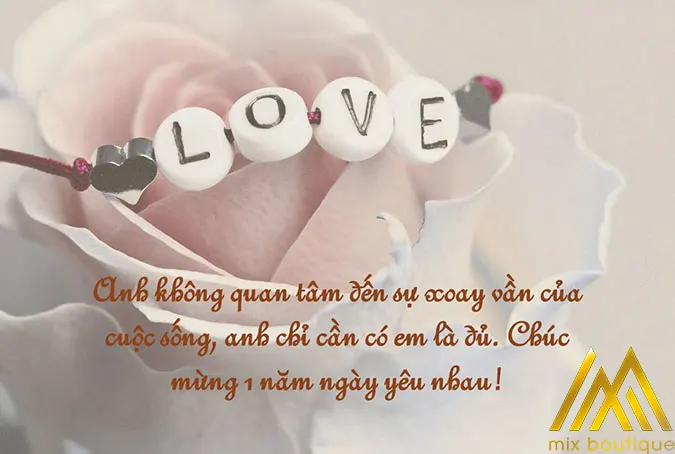 LOVE
Anh không quan tâm đến sự xoay vần của
cuộc sống, anh chỉ cần có em là đủ. Chúc
mừng 1 năm ngày yêu nhau!
mix boutique